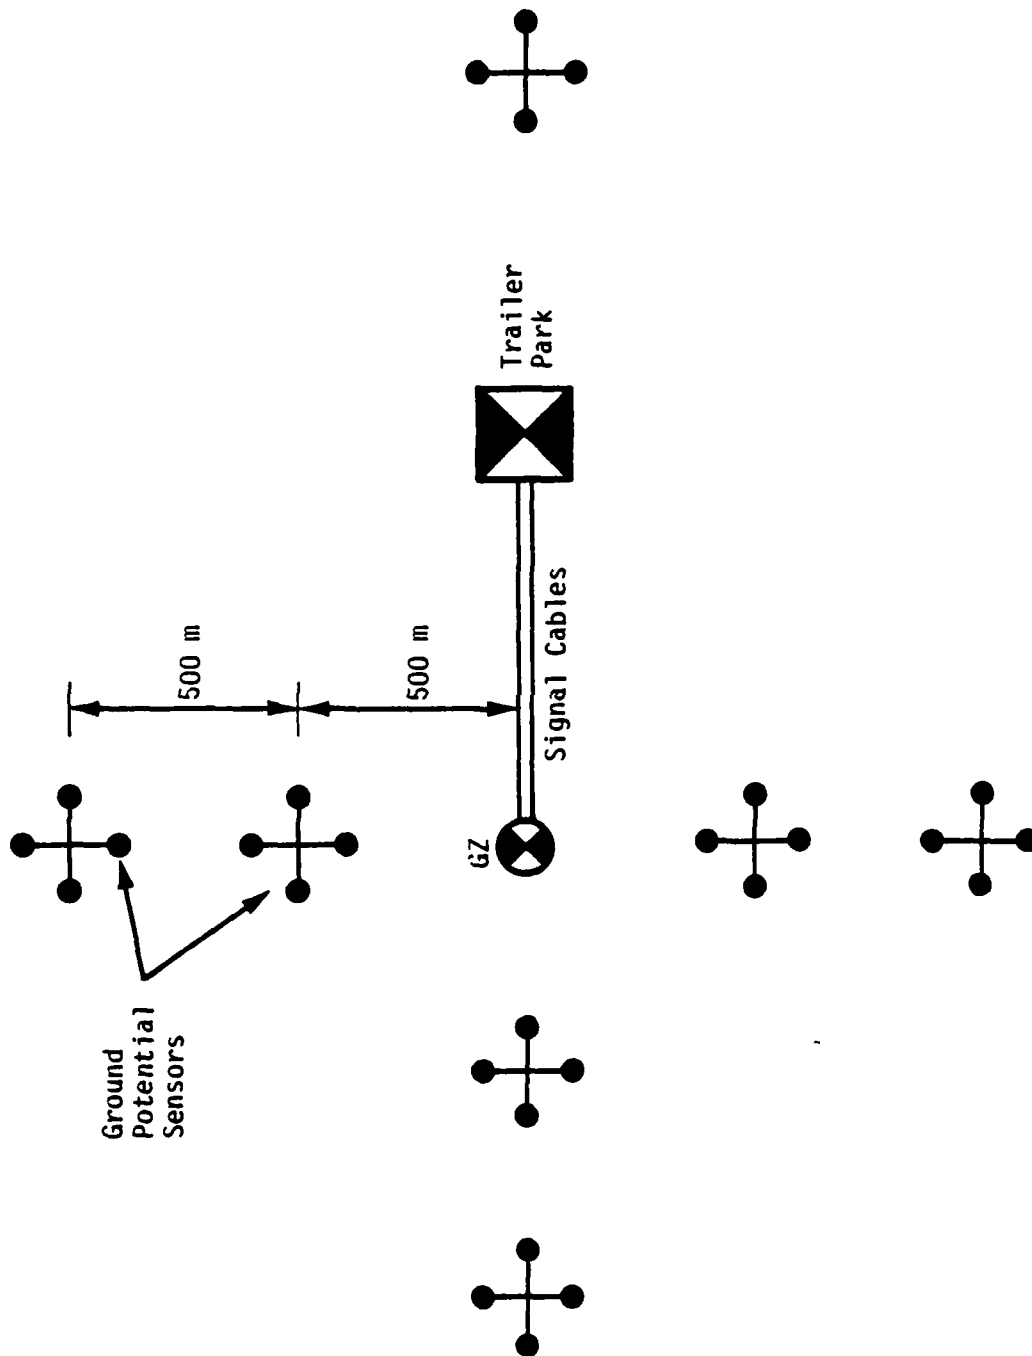 Ground
Potential
Sensors
500 m
500 m
GZ
Signal Cables
Trailer
Park